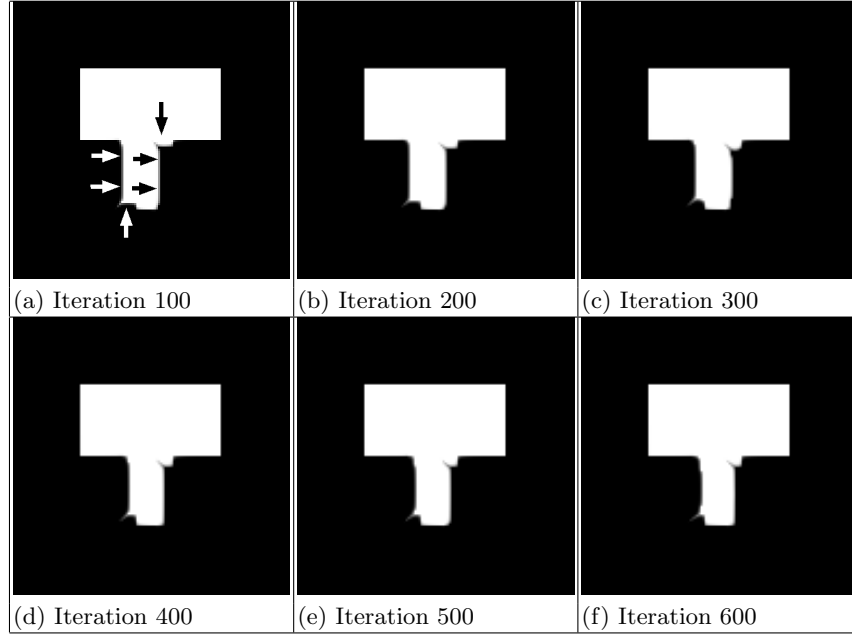 (a) Iteration 100
(b) Iteration 200
(c) Iteration 300
(d) Iteration 400
(e) Iteration 500
(f) Iteration 600